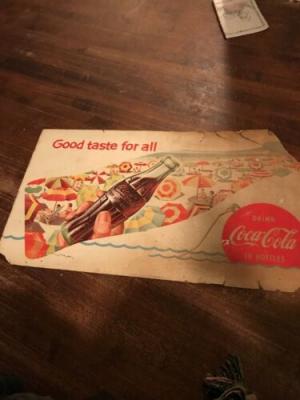 Good taste for all
DRINK
Coca-Cola
IN BOTTLES